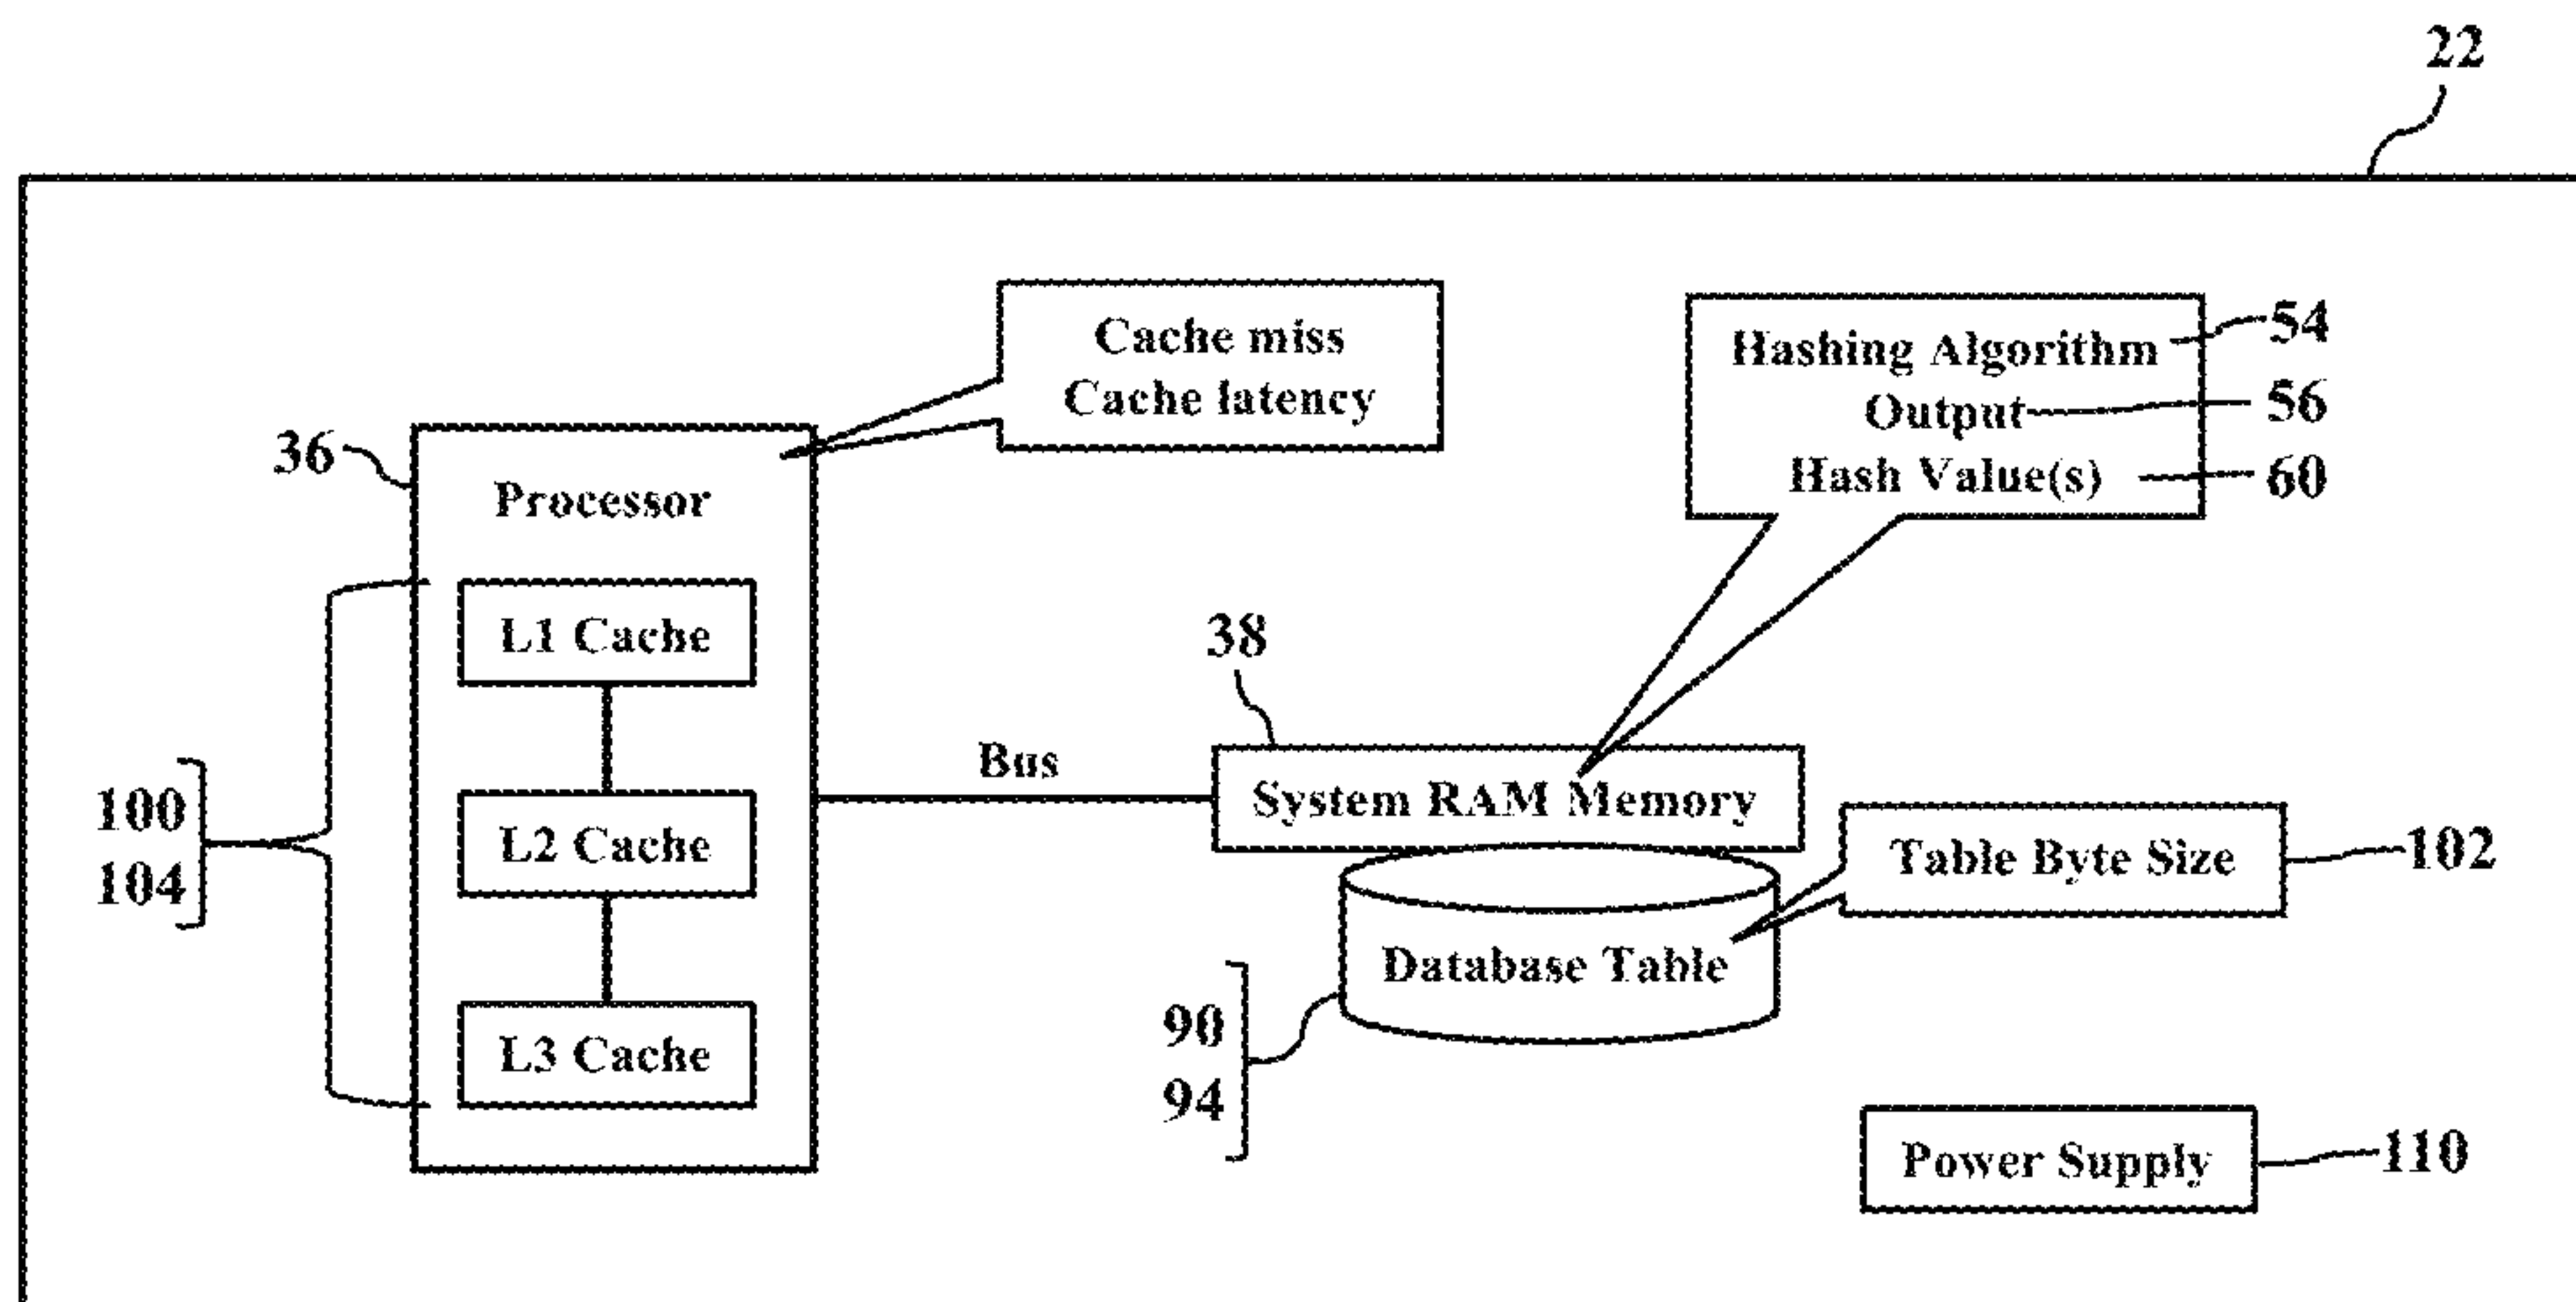 22
Cache miss
Cache latency
Hashing Algorithm
54
Output
56
Hash Value(s)
60
36
Processor
L1 Cache
L2 Cache
L3 Cache
100
104
Bus
38
System RAM Memory
Table Byte Size
102
Database Table
90
94
Power Supply
110